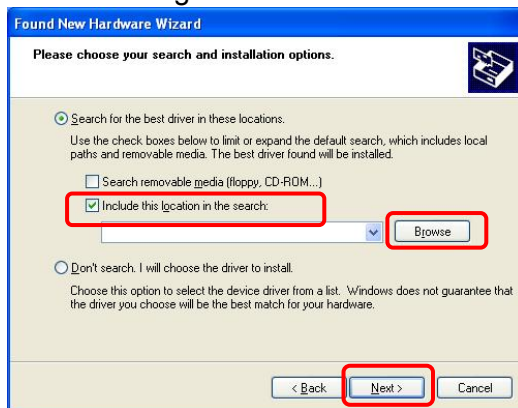 Found New Hardware Wizard
Please choose your search and installation options.
Search for the best driver in these locations.
Use the check boxes below to limit or expand the default search, which includes local
paths and removable media. The best driver found will be installed.
Search removable media (floppy, CD-ROM...)
Include this location in the search:
Browse
Don't search. I will choose the driver to install.
Choose this option to select the device driver from a list. Windows does not guarantee that
the driver you choose will be the best match for your hardware.
< Back Next > Cancel